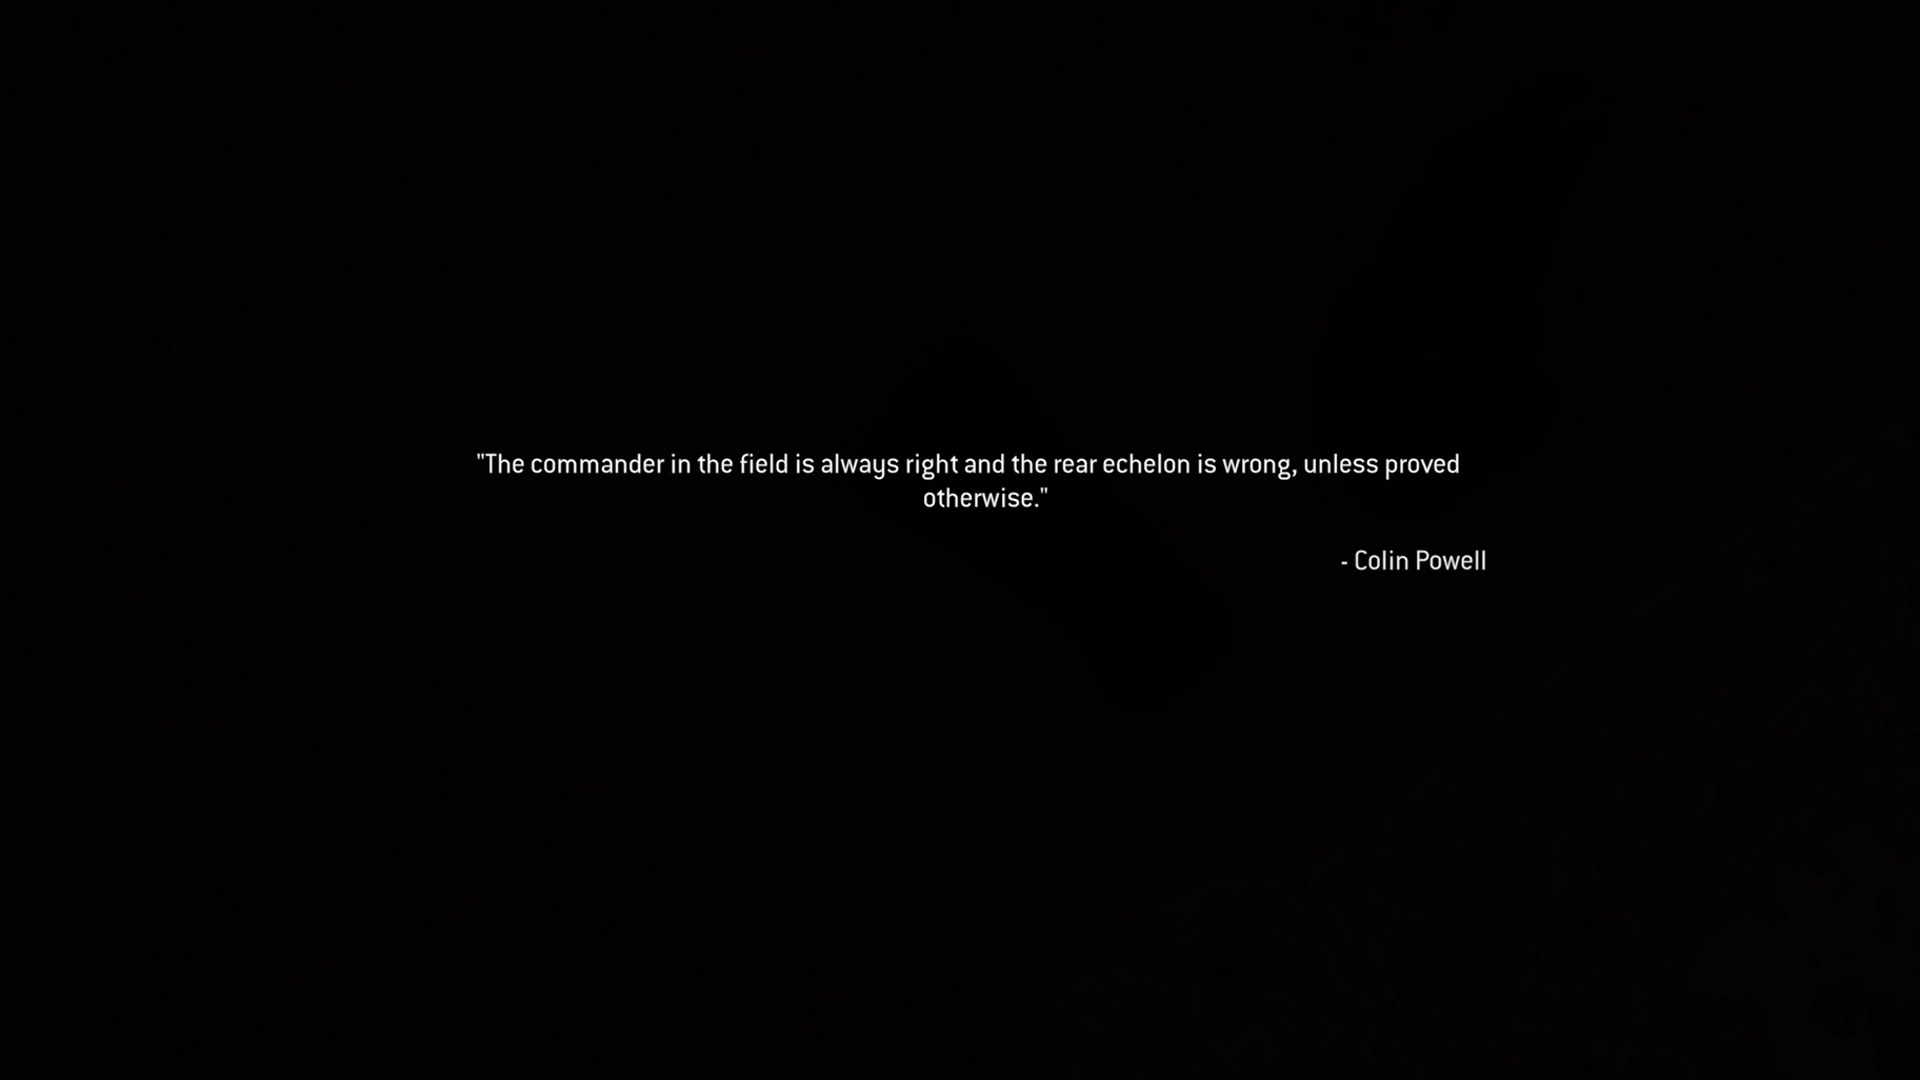 "The commander in the field is always right and the rear echelon is wrong, unless proved
otherwise."
- Colin Powell